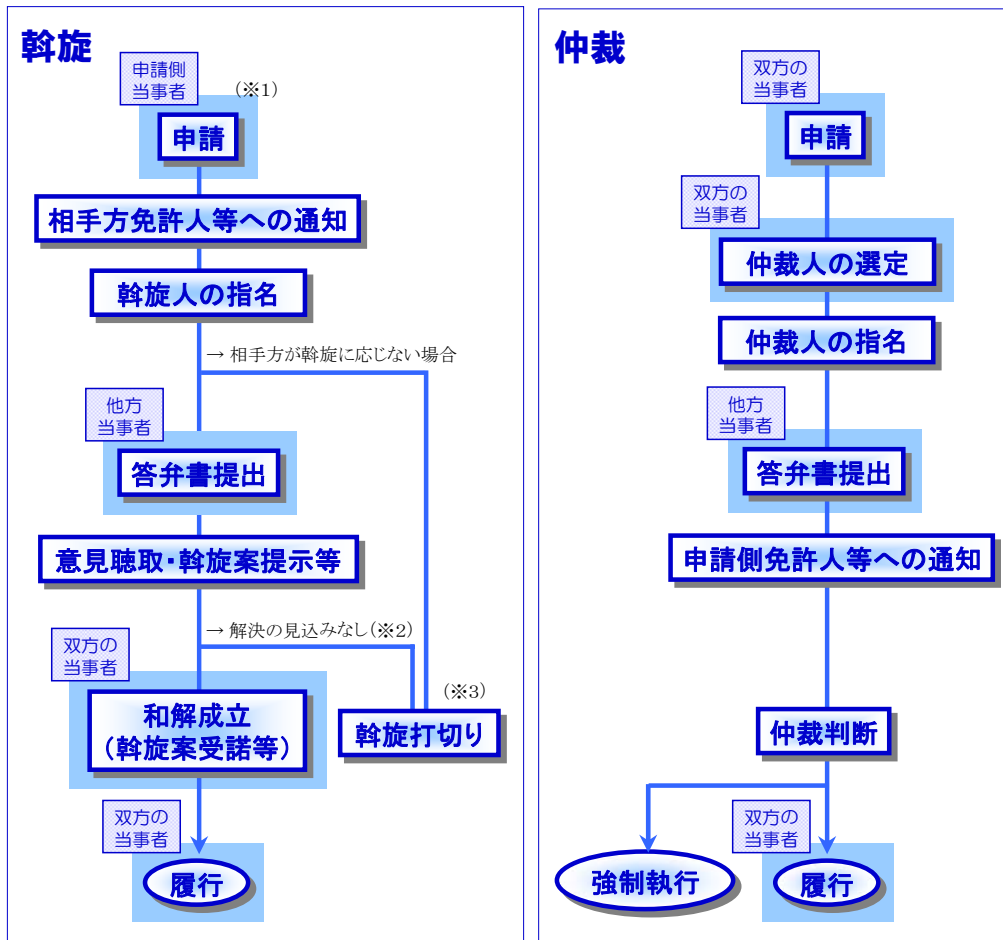 斡旋
申請側
当事者
(※1)
申請
相手方免許人等への通知
斡旋人の指名
→ 相手方が斡旋に応じない場合
他方
当事者
答弁書提出
意見聴取・斡旋案提示等
→ 解決の見込みなし(※2)
双方の
当事者
和解成立
（斡旋案受諾等）
(※3)
斡旋打切り
双方の
当事者
履行
仲裁
双方の
当事者
申請
双方の
当事者
仲裁人の選定
仲裁人の指名
他方
当事者
答弁書提出
申請側免許人等への通知
仲裁判断
双方の
当事者
強制執行
履行